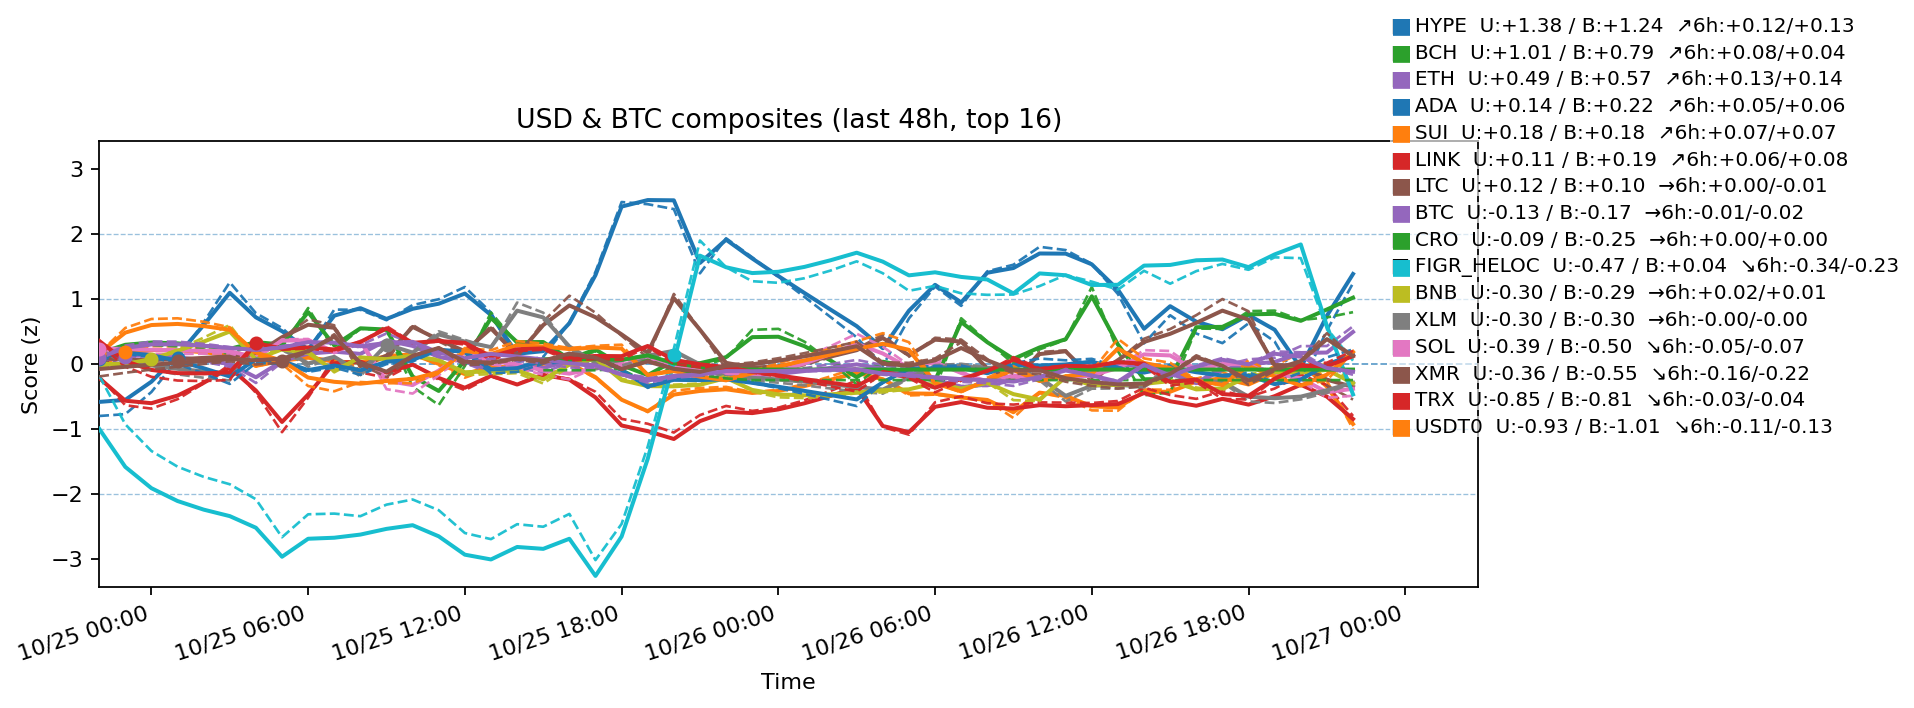 HYPE  U:+1.38 / B:+1.24  ↗6h:+0.12/+0.13
BCH  U:+1.01 / B:+0.79  ↗6h:+0.08/+0.04
ETH  U:+0.49 / B:+0.57  ↗6h:+0.13/+0.14
ADA  U:+0.14 / B:+0.22  ↗6h:+0.05/+0.06
SUI  U:+0.18 / B:+0.18  ↗6h:+0.07/+0.07
LINK  U:+0.11 / B:+0.19  ↗6h:+0.06/+0.08
LTC  U:+0.12 / B:+0.10  →6h:+0.00/-0.01
BTC  U:-0.13 / B:-0.17  →6h:-0.01/-0.02
CRO  U:-0.09 / B:-0.25  →6h:+0.00/+0.00
FIGR_HELOC  U:-0.47 / B:+0.04  ↘6h:-0.34/-0.23
BNB  U:-0.30 / B:-0.29  →6h:+0.02/+0.01
XLM  U:-0.30 / B:-0.30  →6h:-0.00/-0.00
SOL  U:-0.39 / B:-0.50  ↘6h:-0.05/-0.07
XMR  U:-0.36 / B:-0.55  ↘6h:-0.16/-0.22
TRX  U:-0.85 / B:-0.81  ↘6h:-0.03/-0.04
USDT0  U:-0.93 / B:-1.01  ↘6h:-0.11/-0.13
USD & BTC composites (last 48h, top 16)
Score (z)
3
2
1
0
−1
−2
−3
10/25 00:00
10/25 06:00
10/25 12:00
10/25 18:00
10/26 00:00
10/26 06:00
10/26 12:00
10/26 18:00
10/27 00:00
Time